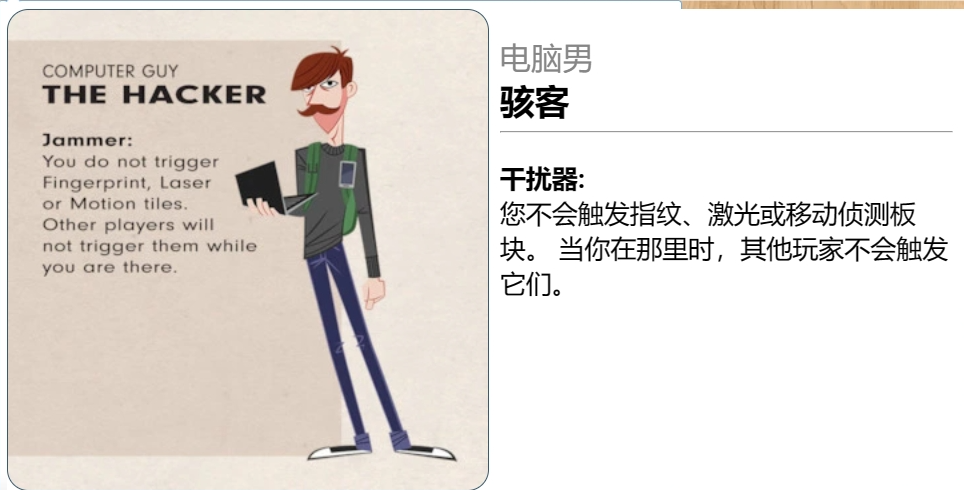 COMPUTER GUY
THE HACKER
Jammer:
You do not trigger
Fingerprint, Laser
or Motion tiles.
Other players will
not trigger them while
you are there.
电脑男
骇客
干扰器:
您不会触发指纹、激光或移动侦测板
块。 当你在那里时，其他玩家不会触发
它们。